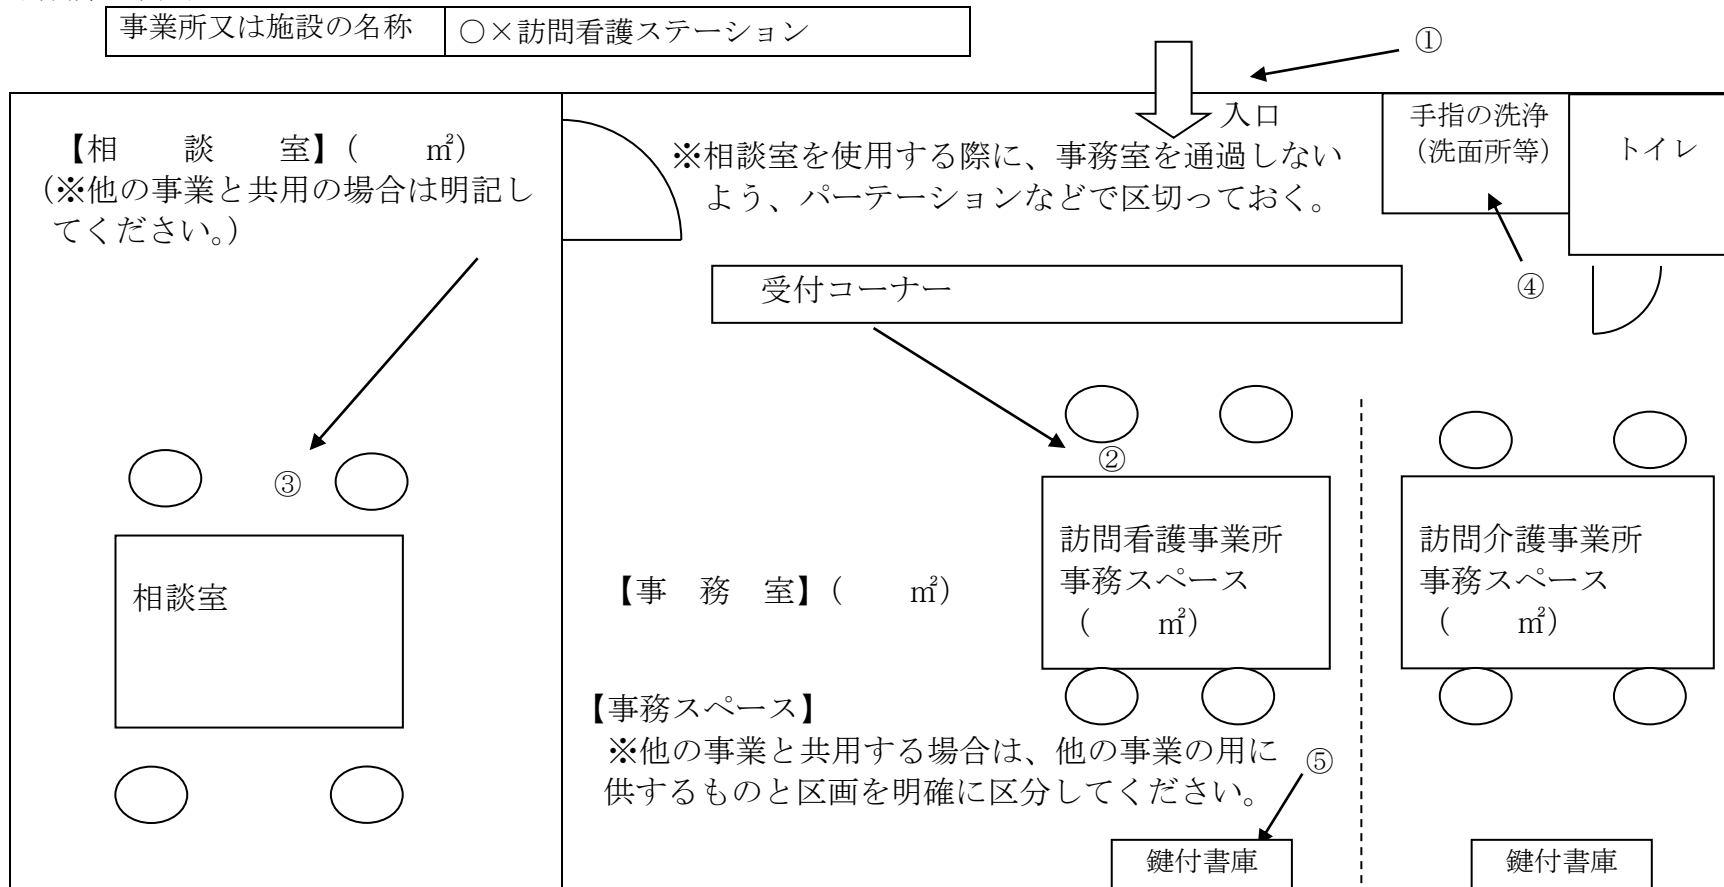 事業所又は施設の名称
○×訪問看護ステーション
①
入口
【相　談　室】(　　㎡)
(※他の事業と共用の場合は明記し
てください。)
※相談室を使用する際に、事務室を通過しない
よう、パーテーションなどで区切っておく。
手指の洗浄
(洗面所等)
トイレ
④
受付コーナー
②
③
相談室
訪問看護事業所
事務スペース
(　　㎡)
訪問介護事業所
事務スペース
(　　㎡)
【事　務　室】(　　㎡)
【事務スペース】
※他の事業と共用する場合は、他の事業の用に
供するものと区画を明確に区分してください。
⑤
鍵付書庫
鍵付書庫